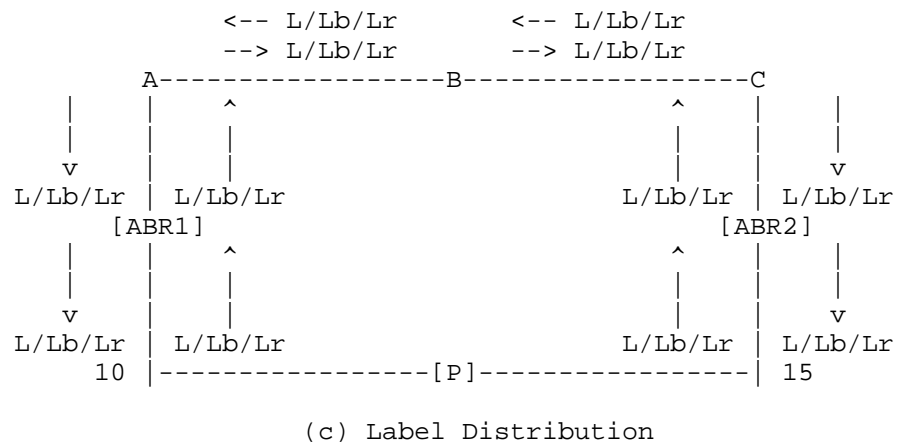 <-- L/Lb/Lr <-- L/Lb/Lr
--> L/Lb/Lr --> L/Lb/Lr
A------------------B------------------C
| | ^ ^ | |
| | | | | |
v | | | | v
L/Lb/Lr | L/Lb/Lr L/Lb/Lr | L/Lb/Lr
[ABR1] [ABR2]
| | ^ ^ | |
| | | | | |
v | | | | v
L/Lb/Lr | L/Lb/Lr L/Lb/Lr | L/Lb/Lr
10 |-----------------[P]-----------------| 15
(c) Label Distribution